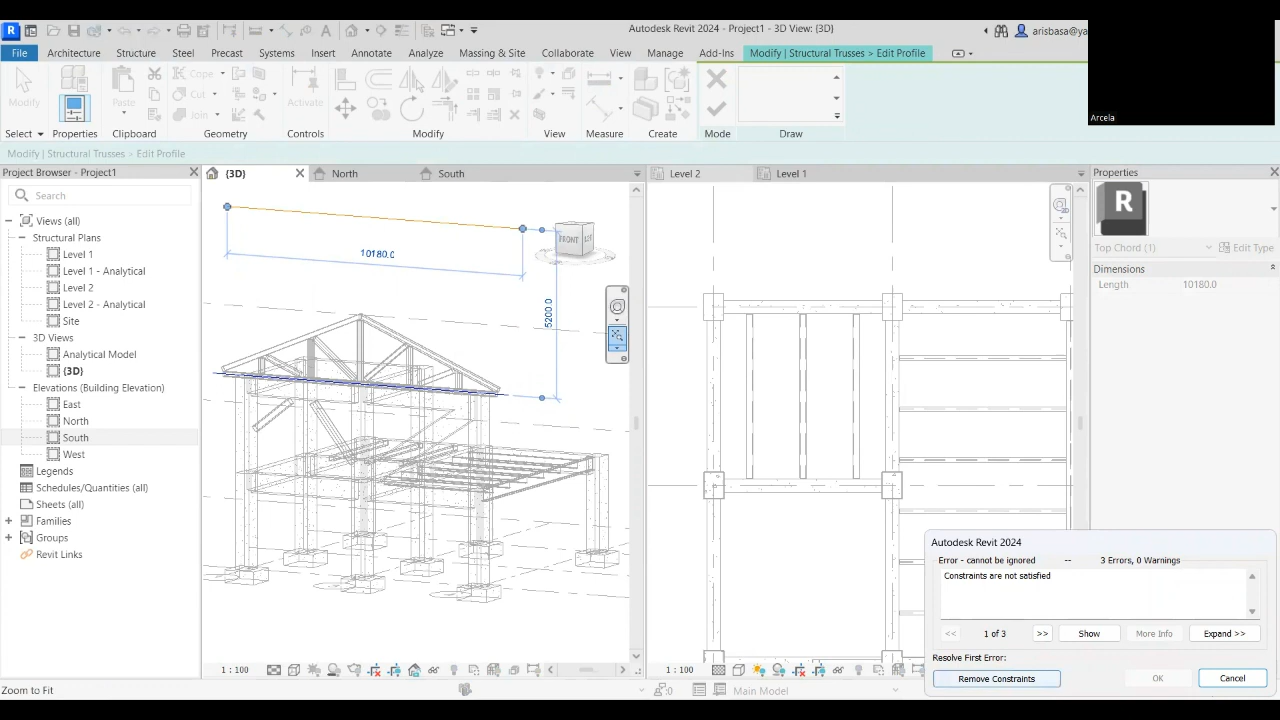 Autodesk Revit 2024 - Project1 - 3D View: {3D}
arisbasa@ya
File Architecture Structure Steel Precast Systems Insert Annotate Analyze Massing & Site Collaborate View Manage Add-Ins Modify | Structural Trusses > Edit Profile
Modify
Paste
Cope
Cut
Join
Activate
Select Properties Clipboard Geometry Controls Modify View Measure Create Mode Draw
Arcela
Modify | Structural Trusses > Edit Profile
Project Browser - Project1
{3D} North South Level 2 Level 1
Properties
Search
Views (all)
Structural Plans
Level 1
Level 1 - Analytical
Level 2
Level 2 - Analytical
Site
3D Views
Analytical Model
{3D}
Elevations (Building Elevation)
East
North
South
West
Legends
Schedules/Quantities (all)
Sheets (all)
Families
Groups
Revit Links
10180.0
5200.0
FRONT
R
Top Chord (1) Edit Type
Dimensions
Length 10180.0
Autodesk Revit 2024
Error - cannot be ignored -- 3 Errors, 0 Warnings
Constraints are not satisfied
<< 1 of 3 >> Show More Info Expand >>
Resolve First Error:
Remove Constraints OK Cancel
1 : 100
1 : 100
Zoom to Fit
:0
Main Model